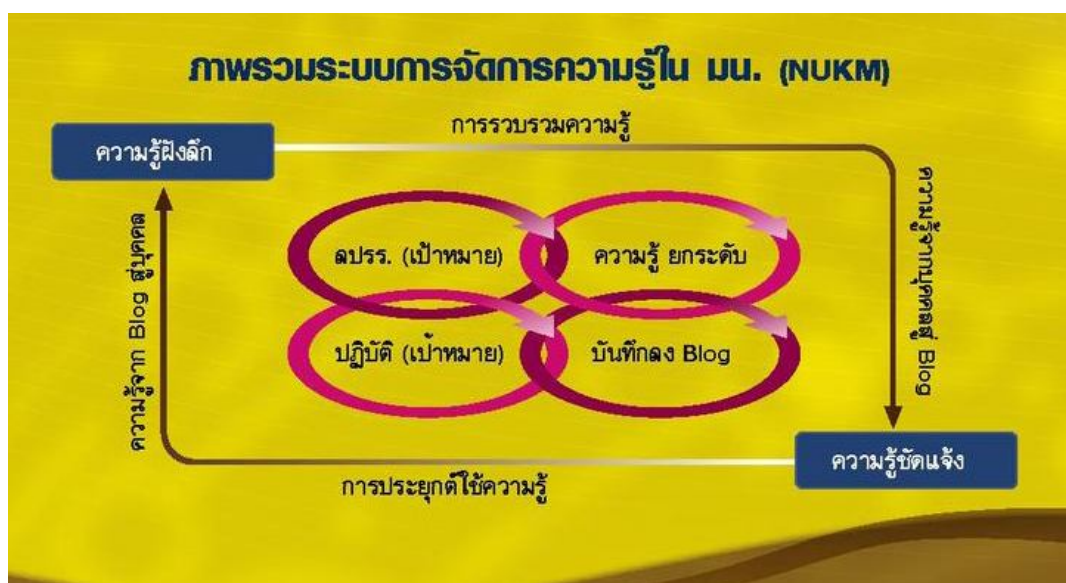 ภาพรวมระบบการจัดการความรู้ใน มน. (NUKM)
การรวบรวมความรู้
ความรู้ฝังลึก
ความรู้จากบุคคลสู่ Blog
ลปรร. (เป้าหมาย)
ความรู้ ยกระดับ
ความรู้จาก Blog สู่บุคคล
ปฏิบัติ (เป้าหมาย)
บันทึกลง Blog
ความรู้ชัดแจ้ง
การประยุกต์ใช้ความรู้